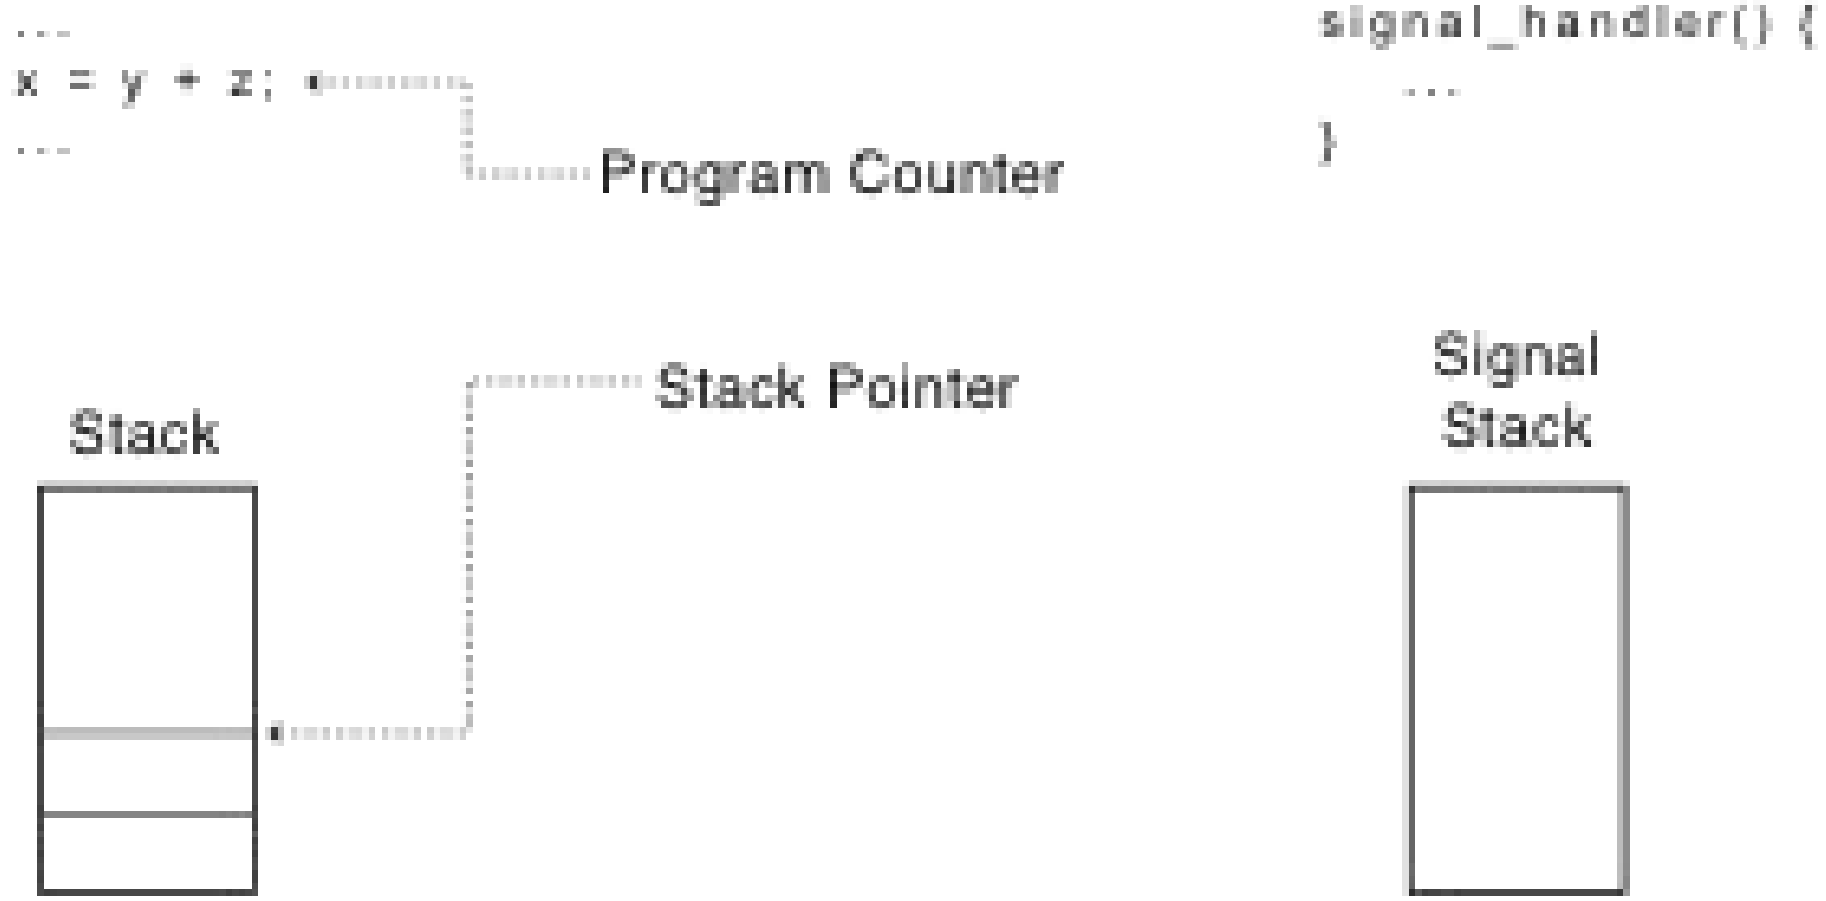 ...
x = y + z;
...
Program Counter
signal_handler() {
...
}
Stack Pointer
Stack
Signal
Stack